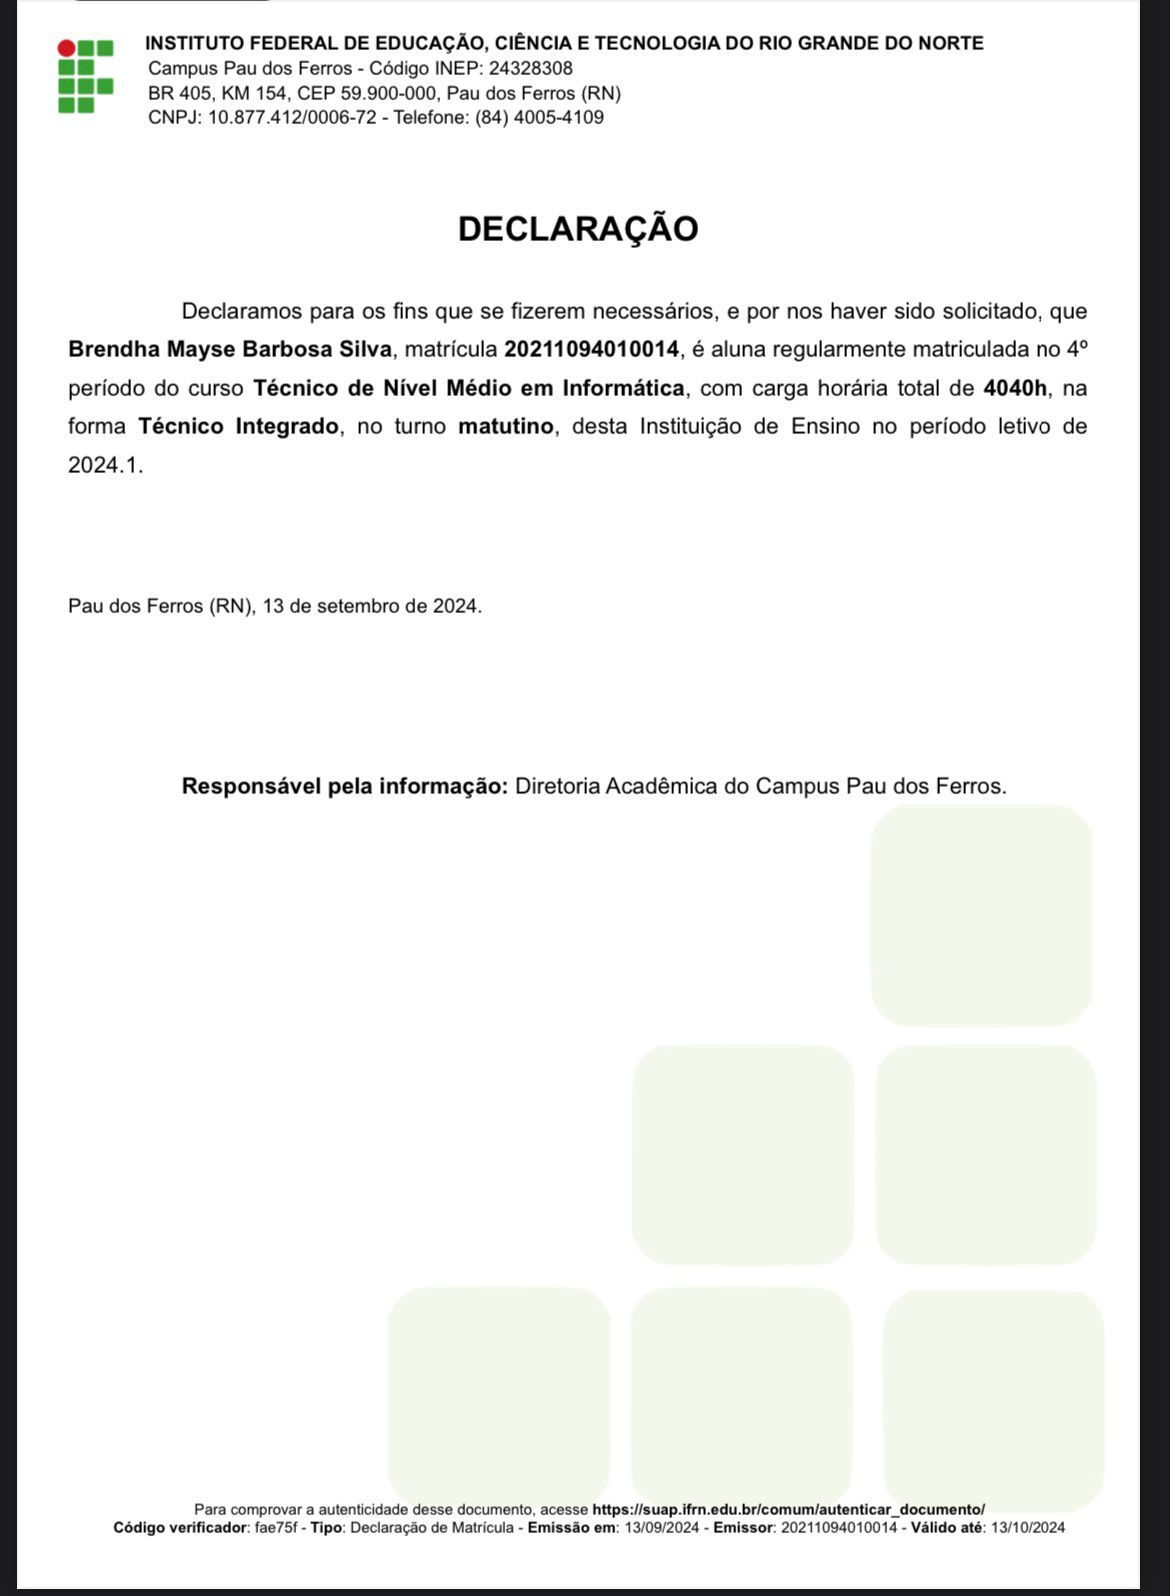 INSTITUTO FEDERAL DE EDUCAÇÃO, CIÊNCIA E TECNOLOGIA DO RIO GRANDE DO NORTE
Campus Pau dos Ferros - Código INEP: 24328308
BR 405, KM 154, CEP 59.900-000, Pau dos Ferros (RN)
CNPJ: 10.877.412/0006-72 - Telefone: (84) 4005-4109
DECLARAÇÃO
Declaramos para os fins que se fizerem necessários, e por nos haver sido solicitado, que
Brendha Mayse Barbosa Silva, matrícula 20211094010014, é aluna regularmente matriculada no 4º
período do curso Técnico de Nível Médio em Informática, com carga horária total de 4040h, na
forma Técnico Integrado, no turno matutino, desta Instituição de Ensino no período letivo de
2024.1.
Pau dos Ferros (RN), 13 de setembro de 2024.
Responsável pela informação: Diretoria Acadêmica do Campus Pau dos Ferros.
Para comprovar a autenticidade desse documento, acesse https://suap.ifrn.edu.br/comum/autenticar_documento/
Código verificador: fae75f - Tipo: Declaração de Matrícula - Emissão em: 13/09/2024 - Emissor: 20211094010014 - Válido até: 13/10/2024